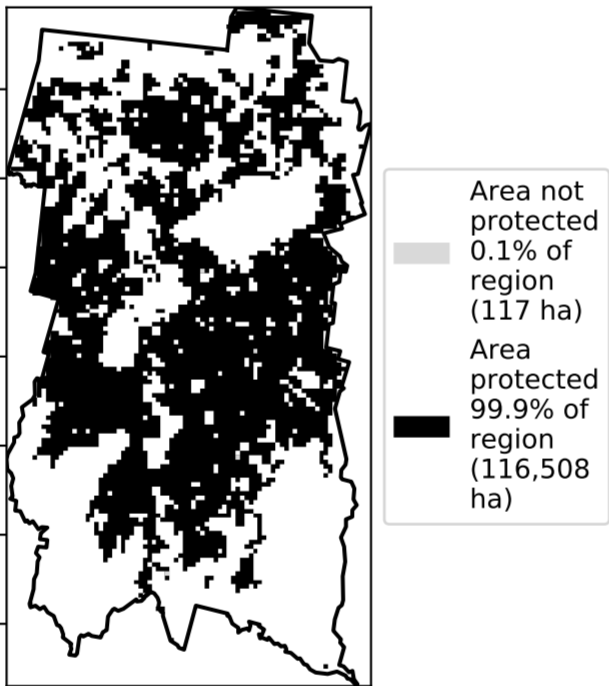 Area not
protected
0.1% of
region
(117 ha)
Area
protected
99.9% of
region
(116,508
ha)